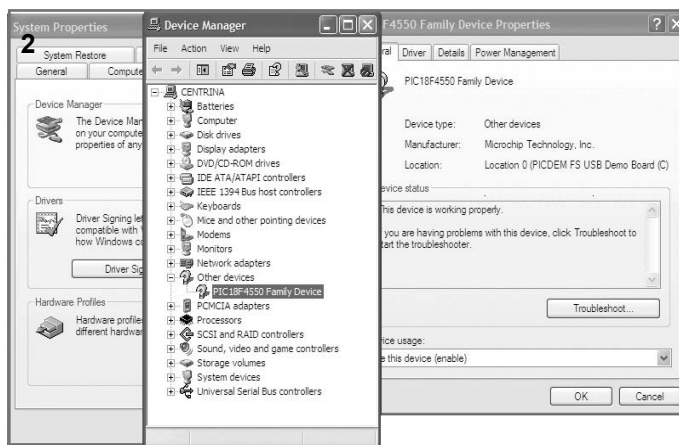 System Properties
2
System Restore
General
Compute
Device Manager
The Device Man
on your compute
properties of any
Drivers
Driver Signing let
compatible with
how Windows co
Driver Sig
Hardware Profiles
Hardware profile
different hardwar
Device Manager
File Action View Help
CENTRINA
Batteries
Computer
Disk drives
Display adapters
DVD/CD-ROM drives
IDE ATA/ATAPI controllers
IEEE 1394 Bus host controllers
Keyboards
Mice and other pointing devices
Modems
Monitors
Network adapters
Other devices
PIC18F4550 Family Device
PCMCIA adapters
Processors
SCSI and RAID controllers
Sound, video and game controllers
Storage volumes
System devices
Universal Serial Bus controllers
F4550 Family Device Properties
ral Driver Details Power Management
PIC18F4550 Family Device
Device type: Other devices
Manufacturer: Microchip Technology, Inc.
Location: Location 0 (PICDEM FS USB Demo Board (C)
evice status
his device is working properly.
you are having problems with this device, click Troubleshoot to
tart the troubleshooter.
Troubleshoot...
ice usage:
e this device (enable)
OK Cancel